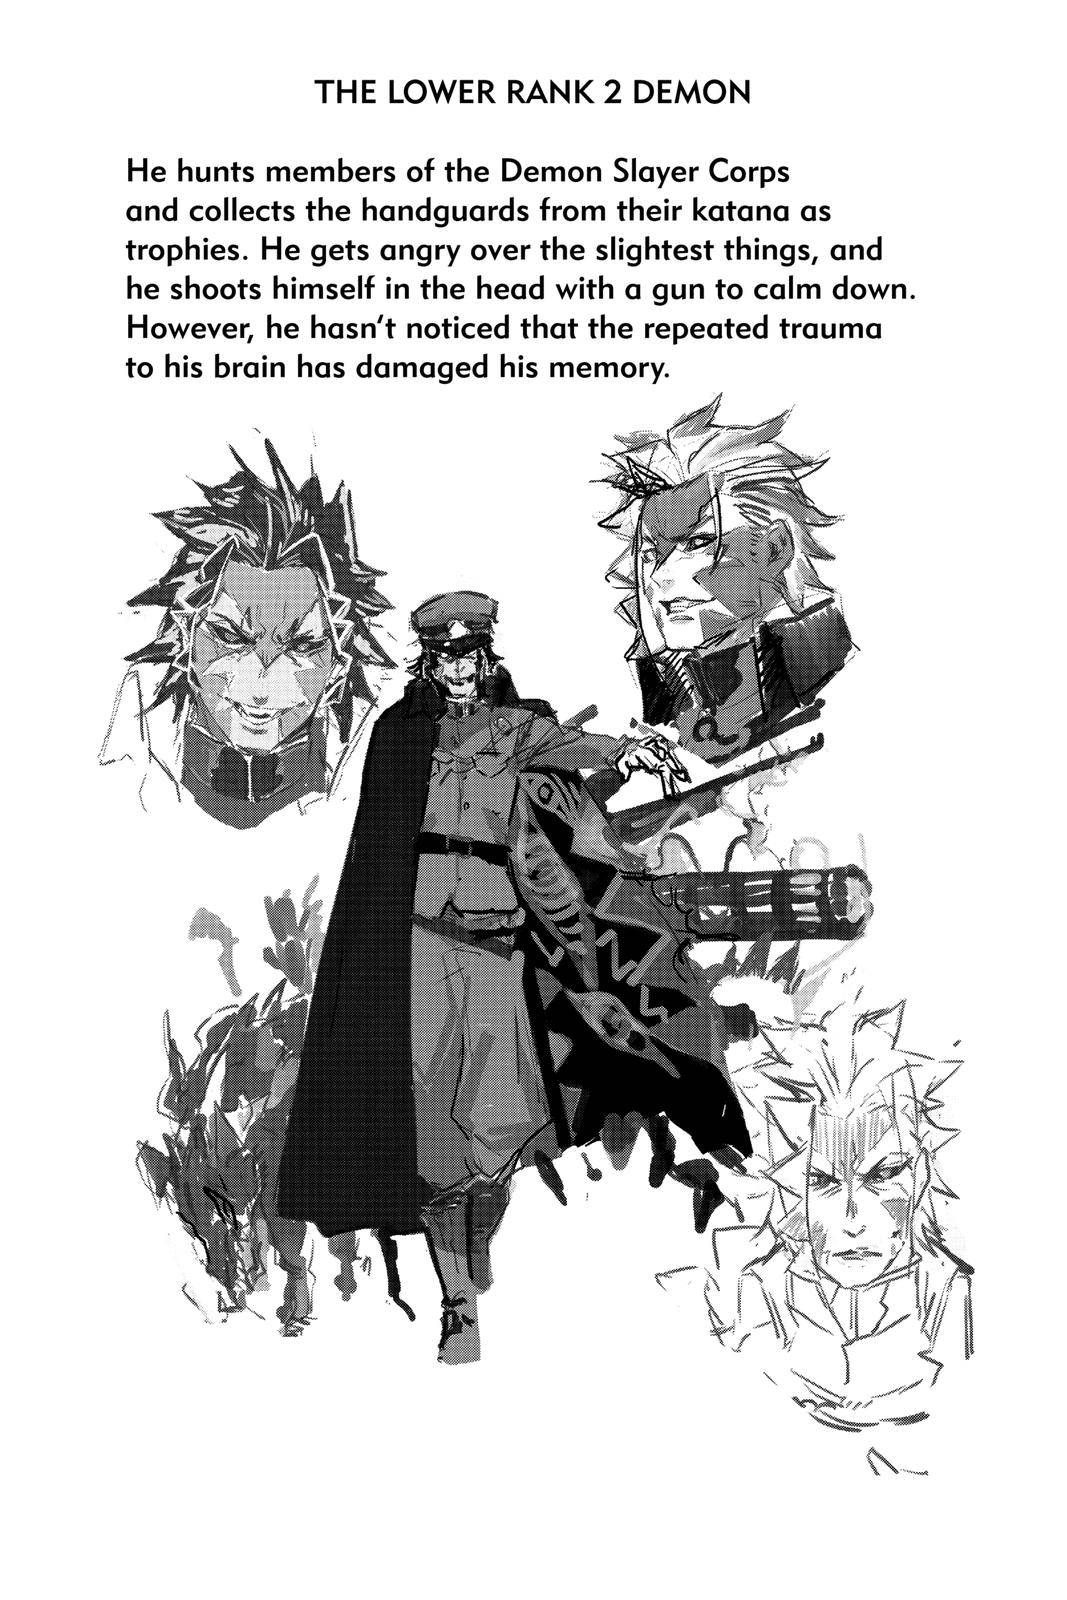 THE LOWER RANK 2 DEMON
He hunts members of the Demon Slayer Corps
and collects the handguards from their katana as
trophies. He gets angry over the slightest things, and
he shoots himself in the head with a gun to calm down.
However, he hasn't noticed that the repeated trauma
to his brain has damaged his memory.